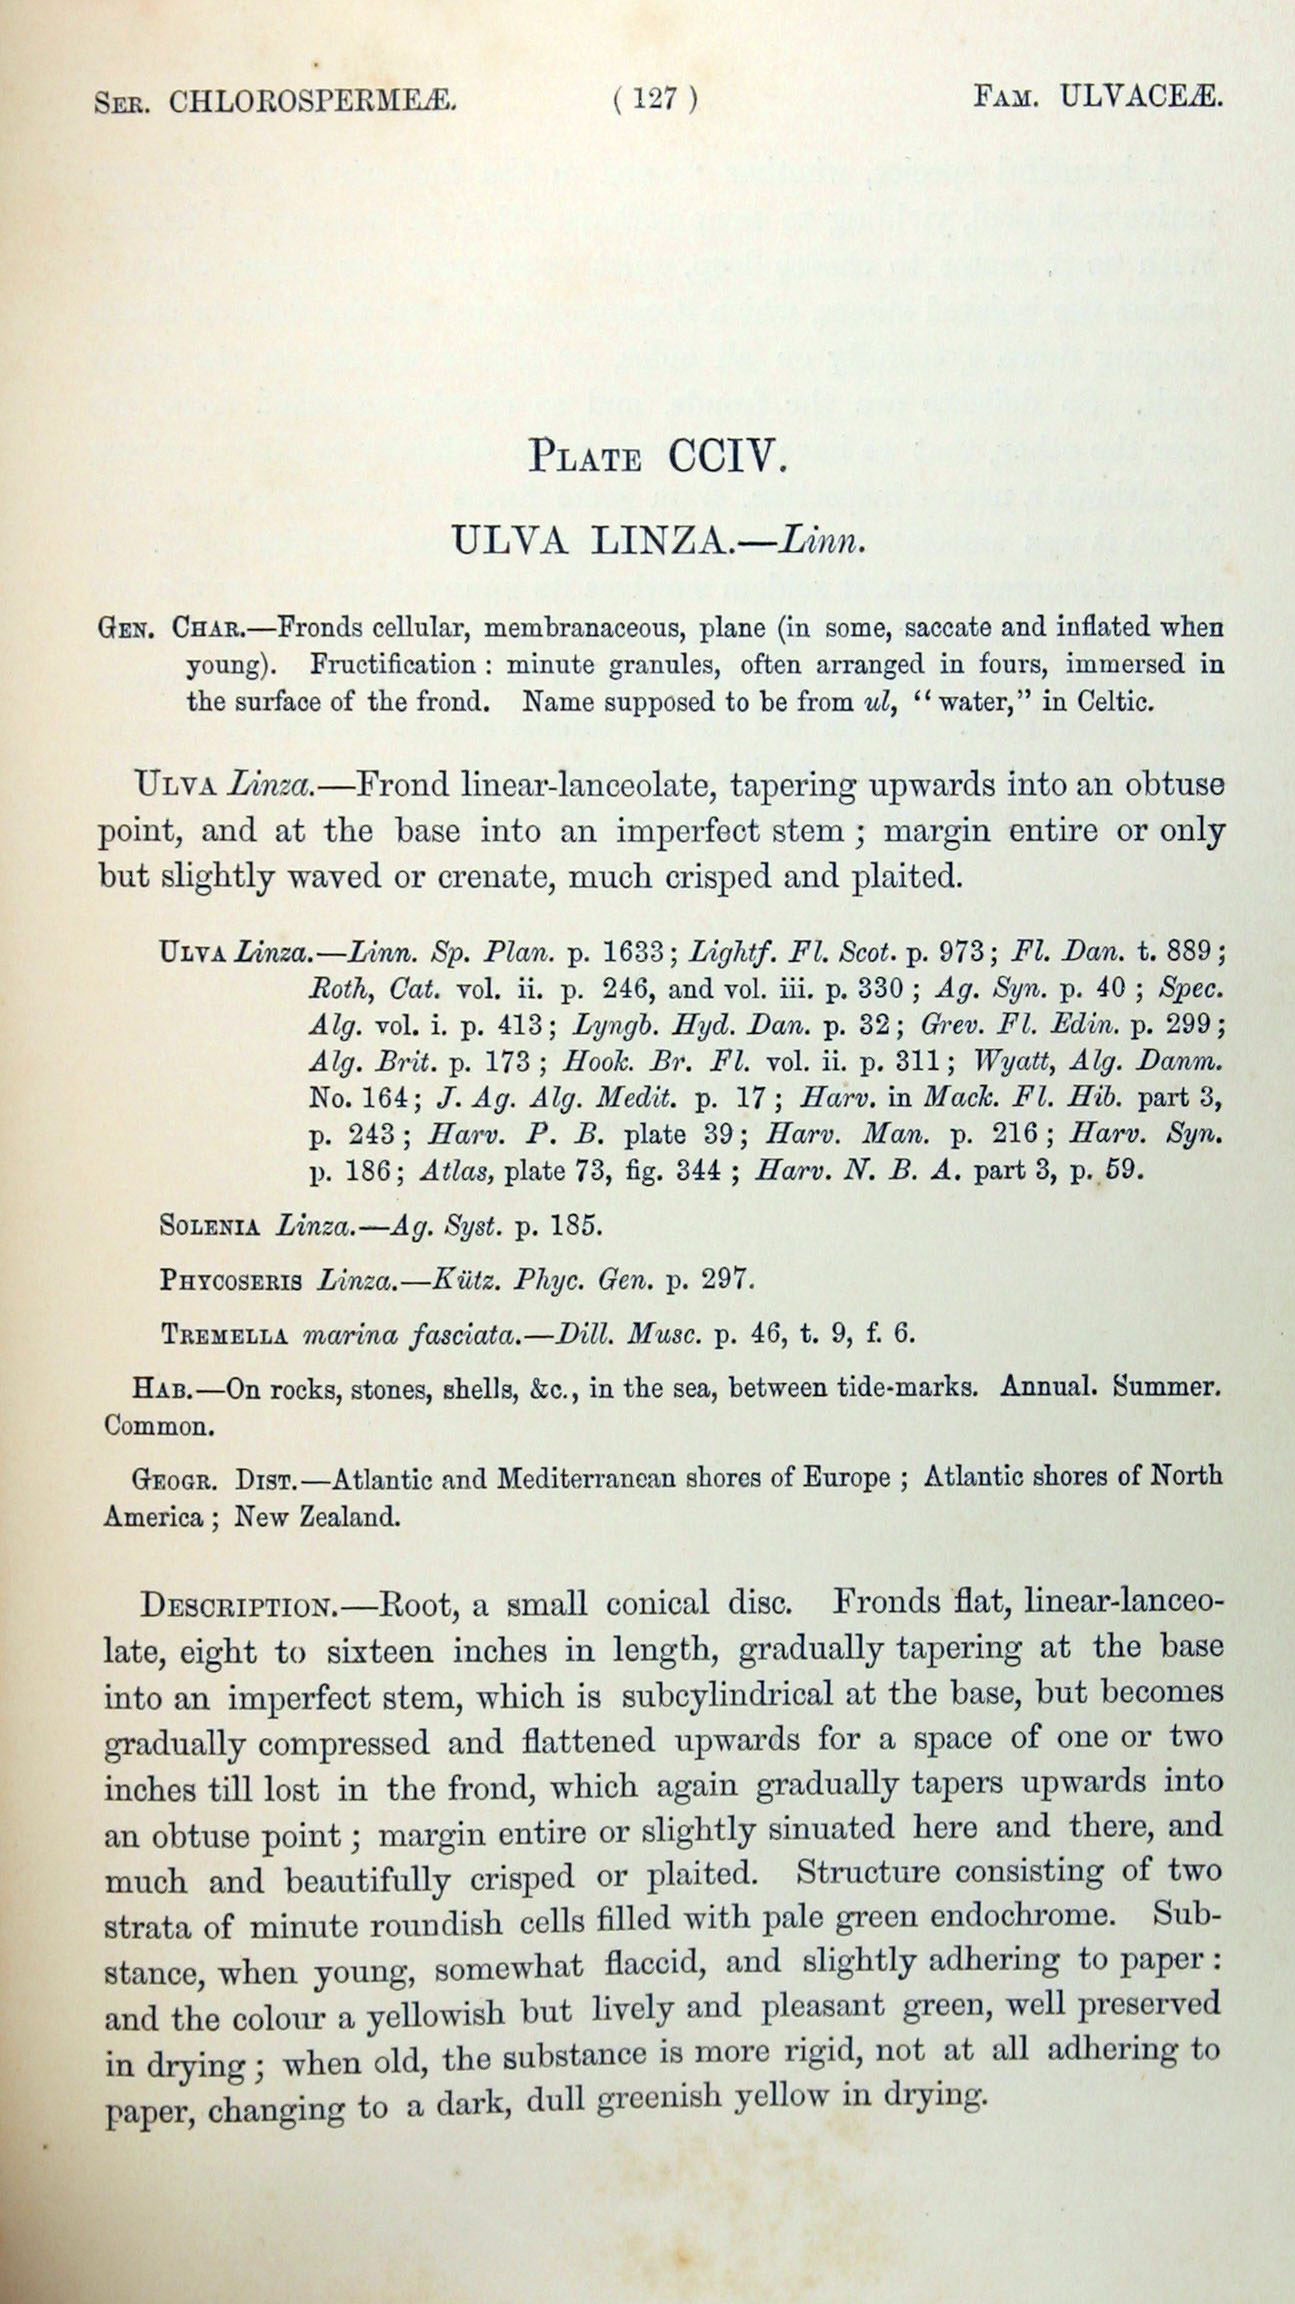 SER. CHLOROSPERMEÆ. ( 127 ) FAM. ULVACEÆ.
PLATE CCIV.
ULVA LINZA.—Linn.
GEN. CHAR.—Fronds cellular, membranaceous, plane (in some, saccate and inflated when
young). Fructification : minute granules, often arranged in fours, immersed in
the surface of the frond. Name supposed to be from ul, “ water,” in Celtic.
ULVA Linza.—Frond linear-lanceolate, tapering upwards into an obtuse
point, and at the base into an imperfect stem ; margin entire or only
but slightly waved or crenate, much crisped and plaited.
ULVA Linza.—Linn. Sp. Plan. p. 1633 ; Lightf. Fl. Scot. p. 973 ; Fl. Dan. t. 889 ;
Roth, Cat. vol. ii. p. 246, and vol. iii. p. 330 ; Ag. Syn. p. 40 ; Spec.
Alg. vol. i. p. 413 ; Lyngb. Hyd. Dan. p. 32 ; Grev. Fl. Edin. p. 299 ;
Alg. Brit. p. 173 ; Hook. Br. Fl. vol. ii. p. 311 ; Wyatt, Alg. Danm.
No. 164 ; J. Ag. Alg. Medit. p. 17 ; Harv. in Mack. Fl. Hib. part 3,
p. 243 ; Harv. P. B. plate 39 ; Harv. Man. p. 216 ; Harv. Syn.
p. 186 ; Atlas, plate 73, fig. 344 ; Harv. N. B. A. part 3, p. 59.
SOLENIA Linza.—Ag. Syst. p. 185.
PHYCOSERIS Linza.—Kütz. Phyc. Gen. p. 297.
TREMELLA marina fasciata.—Dill. Musc. p. 46, t. 9, f. 6.
HAB.—On rocks, stones, shells, &c., in the sea, between tide-marks. Annual. Summer.
Common.
GEOGR. DIST.—Atlantic and Mediterranean shores of Europe ; Atlantic shores of North
America ; New Zealand.
DESCRIPTION.—Root, a small conical disc. Fronds flat, linear-lanceo-
late, eight to sixteen inches in length, gradually tapering at the base
into an imperfect stem, which is subcylindrical at the base, but becomes
gradually compressed and flattened upwards for a space of one or two
inches till lost in the frond, which again gradually tapers upwards into
an obtuse point ; margin entire or slightly sinuated here and there, and
much and beautifully crisped or plaited. Structure consisting of two
strata of minute roundish cells filled with pale green endochrome. Sub-
stance, when young, somewhat flaccid, and slightly adhering to paper :
and the colour a yellowish but lively and pleasant green, well preserved
in drying ; when old, the substance is more rigid, not at all adhering to
paper, changing to a dark, dull greenish yellow in drying.